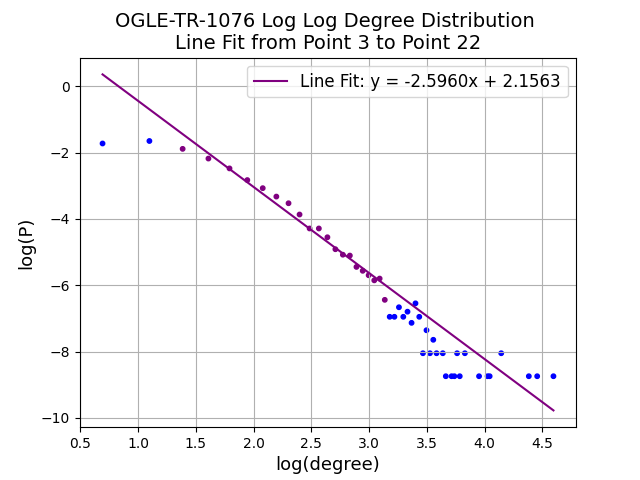 OGLE-TR-1076 Log Log Degree Distribution
Line Fit from Point 3 to Point 22
Line Fit: y = -2.5960x + 2.1563
log(P)
0
−2
−4
−6
−8
−10
0.5 1.0 1.5 2.0 2.5 3.0 3.5 4.0 4.5
log(degree)